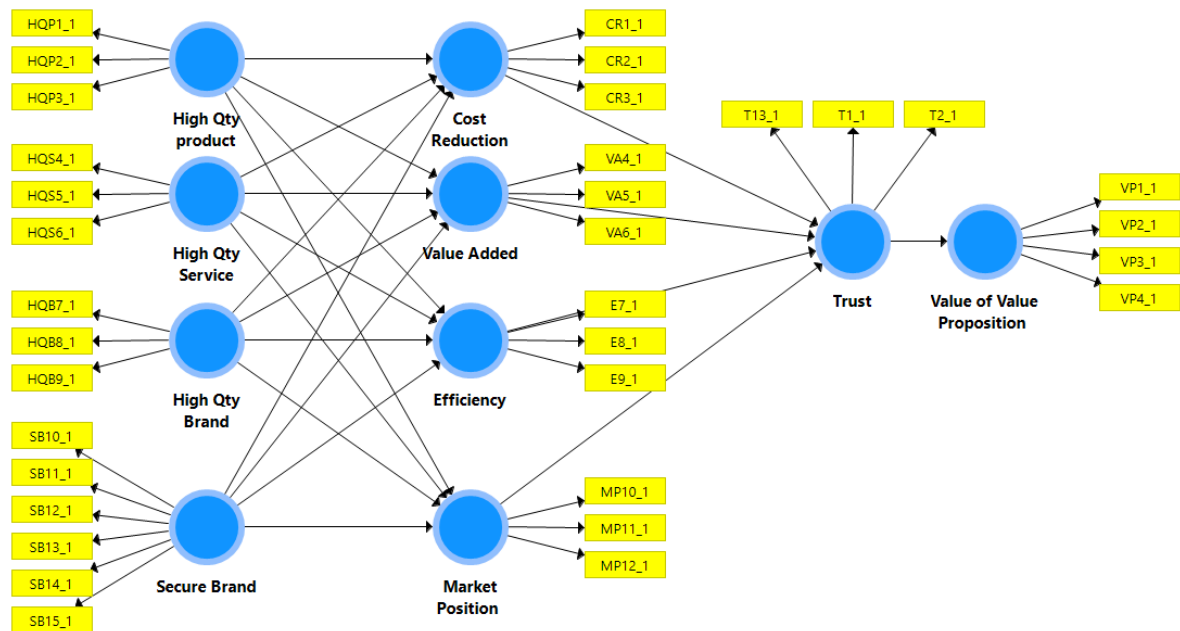 HQP1_1
HQP2_1
HQP3_1
High Qty
product
CR1_1
CR2_1
CR3_1
Cost
Reduction
HQS4_1
HQS5_1
HQS6_1
High Qty
Service
VA4_1
VA5_1
VA6_1
Value Added
T13_1
T1_1
T2_1
Trust
VP1_1
VP2_1
VP3_1
VP4_1
Value of Value
Proposition
HQB7_1
HQB8_1
HQB9_1
High Qty
Brand
E7_1
E8_1
E9_1
Efficiency
SB10_1
SB11_1
SB12_1
SB13_1
SB14_1
SB15_1
Secure Brand
MP10_1
MP11_1
MP12_1
Market
Position